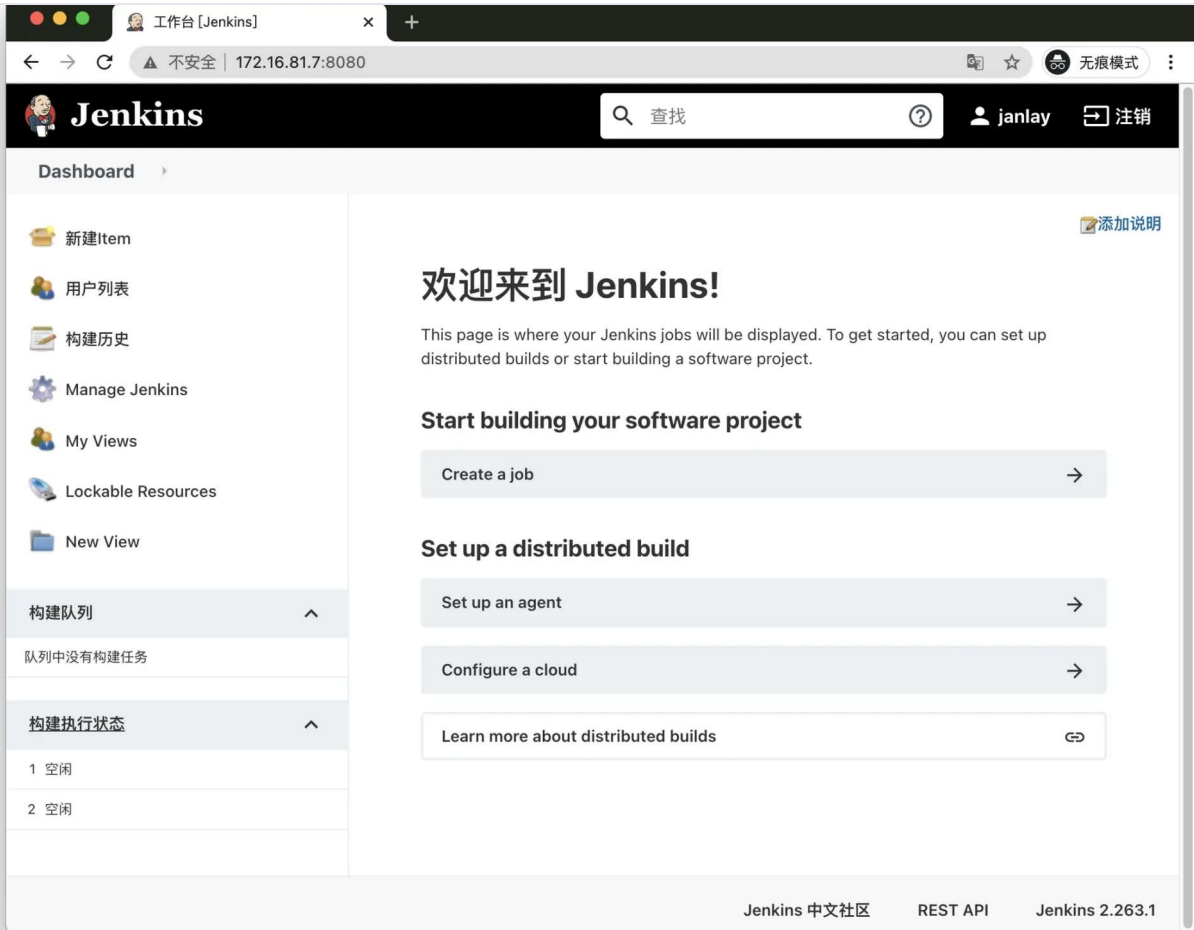 工作台 [Jenkins]
不安全 | 172.16.81.7:8080
无痕模式
Jenkins
查找
janlay
注销
Dashboard
添加说明
新建Item
用户列表
构建历史
Manage Jenkins
My Views
Lockable Resources
New View
构建队列
队列中没有构建任务
构建执行状态
1 空闲
2 空闲
欢迎来到 Jenkins!
This page is where your Jenkins jobs will be displayed. To get started, you can set up
distributed builds or start building a software project.
Start building your software project
Create a job
Set up a distributed build
Set up an agent
Configure a cloud
Learn more about distributed builds
Jenkins 中文社区
REST API
Jenkins 2.263.1